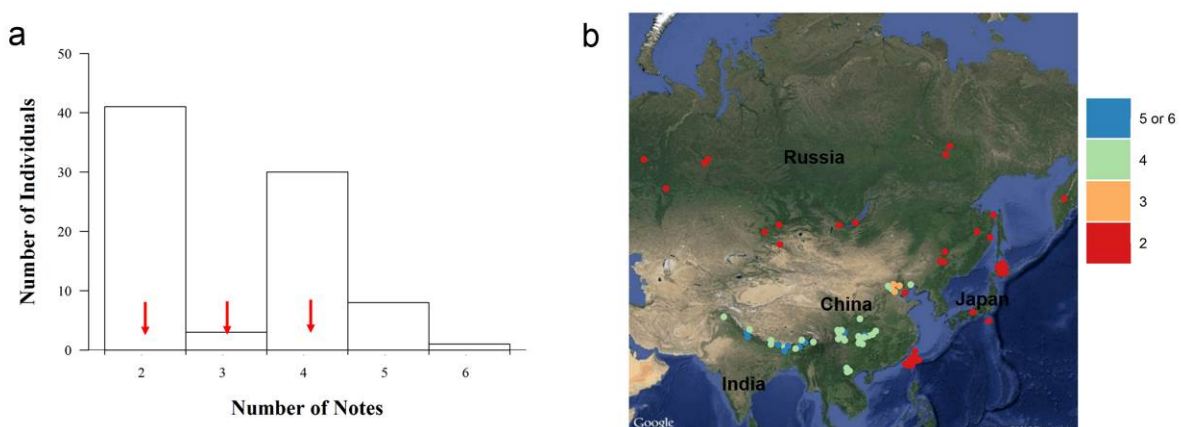 a
50
40
30
20
10
0
Number of Individuals
2 3 4 5 6
Number of Notes
b
Russia
China
Japan
India
Google
5 or 6
4
3
2